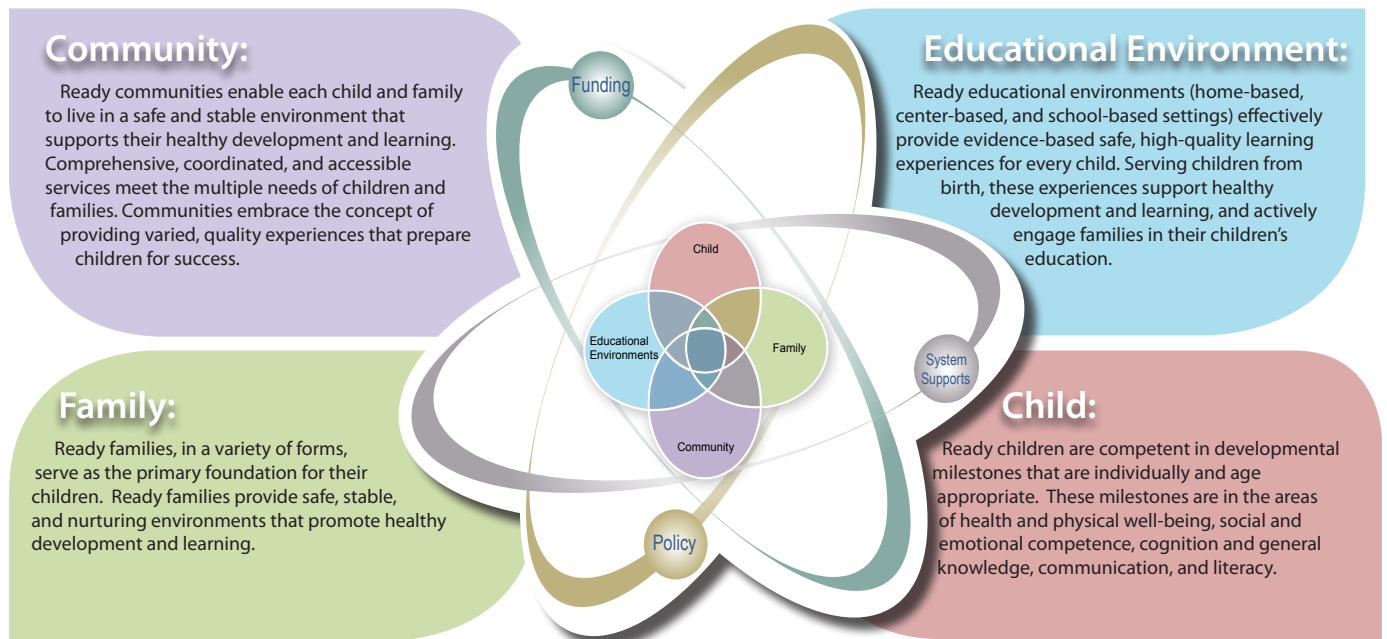 Community:
Ready communities enable each child and family
to live in a safe and stable environment that
supports their healthy development and learning.
Comprehensive, coordinated, and accessible
services meet the multiple needs of children and
families. Communities embrace the concept of
providing varied, quality experiences that prepare
children for success.
Educational Environment:
Ready educational environments (home-based,
center-based, and school-based settings) effectively
provide evidence-based safe, high-quality learning
experiences for every child. Serving children from
birth, these experiences support healthy
development and learning, and actively
engage families in their children's
education.
Funding
Child
Educational
Environments
Family
Community
System
Supports
Policy
Family:
Ready families, in a variety of forms,
serve as the primary foundation for their
children. Ready families provide safe, stable,
and nurturing environments that promote healthy
development and learning.
Child:
Ready children are competent in developmental
milestones that are individually and age
appropriate. These milestones are in the areas
of health and physical well-being, social and
emotional competence, cognition and general
knowledge, communication, and literacy.